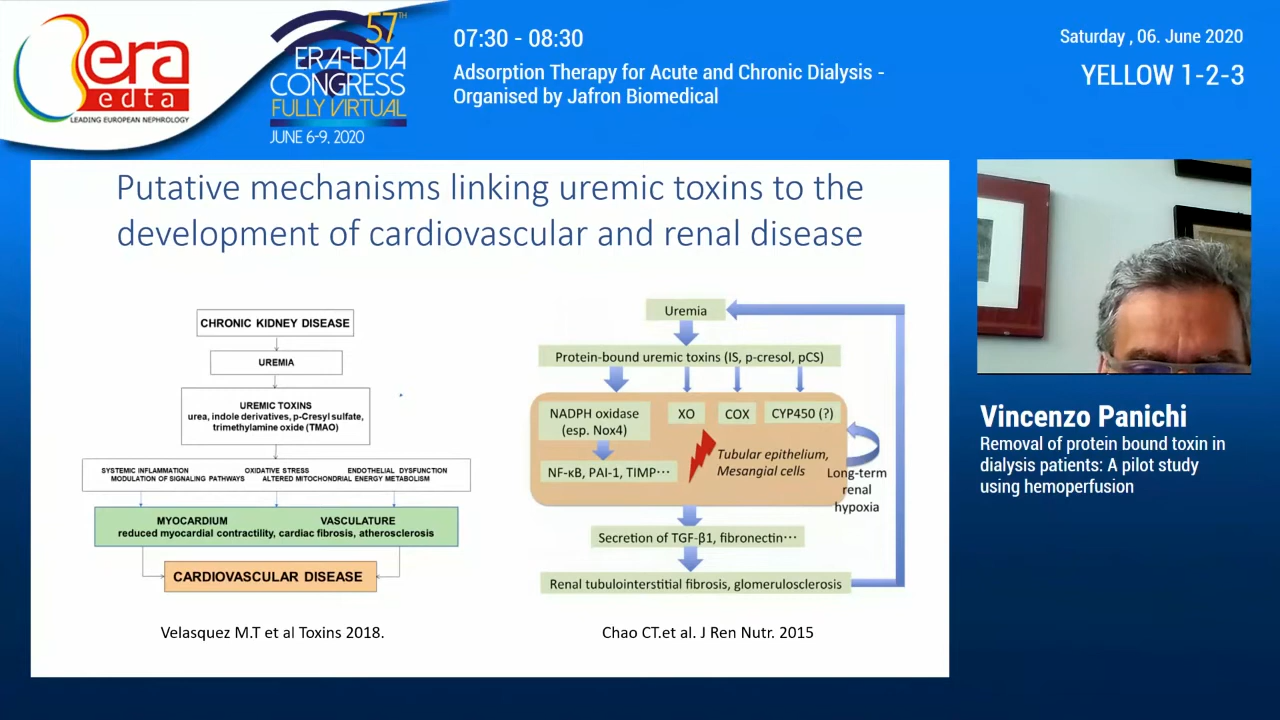 era
edta
LEADING EUROPEAN NEPHROLOGY
57TH
ERA-EDTA
CONGRESS
FULLY VIRTUAL
JUNE 6-9, 2020
07:30 - 08:30
Adsorption Therapy for Acute and Chronic Dialysis -
Organised by Jafron Biomedical
Saturday , 06. June 2020
YELLOW 1-2-3
Putative mechanisms linking uremic toxins to the
development of cardiovascular and renal disease
CHRONIC KIDNEY DISEASE
UREMIA
UREMIC TOXINS
urea, indole derivatives, p-Cresyl sulfate,
trimethylamine oxide (TMAO)
SYSTEMIC INFLAMMATION OXIDATIVE STRESS ENDOTHELIAL DYSFUNCTION
MODULATION OF SIGNALING PATHWAYS ALTERED MITOCHONDRIAL ENERGY METABOLISM
MYOCARDIUM VASCULATURE
reduced myocardial contractility, cardiac fibrosis, atherosclerosis
CARDIOVASCULAR DISEASE
Velasquez M.T et al Toxins 2018.
Uremia
Protein-bound uremic toxins (IS, p-cresol, pCS)
NADPH oxidase
(esp. Nox4)
XO
COX
CYP450 (?)
NF-κB, PAI-1, TIMP⋯
Tubular epithelium,
Mesangial cells
Long-term
renal
hypoxia
Secretion of TGF-β1, fibronectin⋯
Renal tubulointerstitial fibrosis, glomerulosclerosis
Chao CT.et al. J Ren Nutr. 2015
Vincenzo Panichi
Removal of protein bound toxin in
dialysis patients: A pilot study
using hemoperfusion